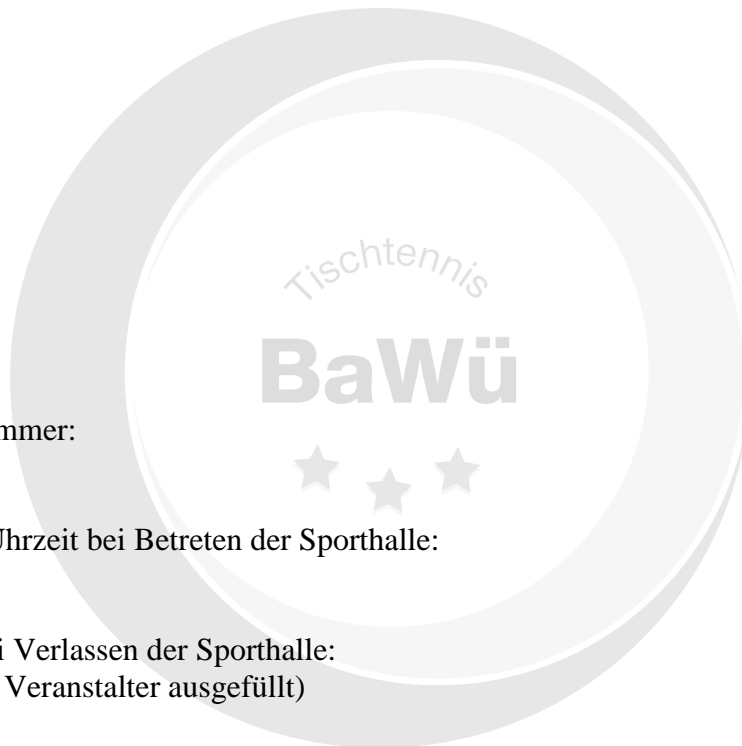 Tischtennis
BaWü
mmer:
Uhrzeit bei Betreten der Sporthalle:
i Verlassen der Sporthalle:
Veranstalter ausgefüllt)